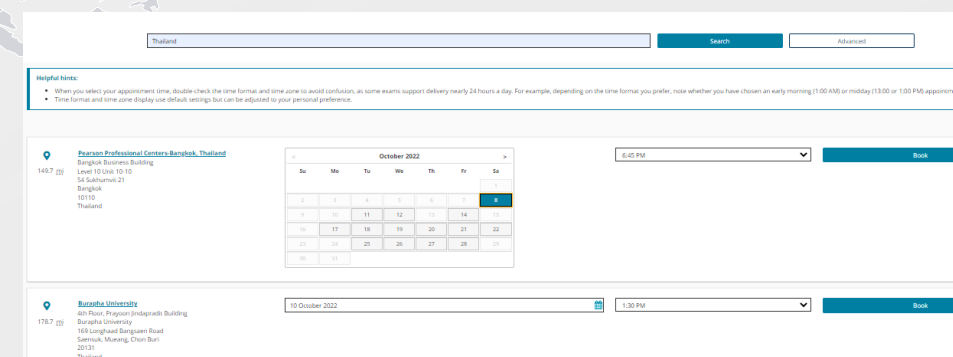 Thailand
Search
Advanced
Helpful hints:
When you select your appointment time, double-check the time format and time zone to avoid confusion, as some exams support delivery nearly 24 hours a day. For example, depending on the time format you prefer, note whether you have chosen an early morning (1:00 AM) or midday (13:00 or 1:00 PM) appointm
Time format and time zone display use default settings but can be adjusted to your personal preference.
Pearson Professional Centers-Bangkok, Thailand
149.7 mi
Bangkok Business Building
Level 10 Unit 10-10
54 Sukhumvit 21
Bangkok
10110
Thailand
< October 2022 >
Su Mo Tu We Th Fr Sa
1
2 3 4 5 6 7 8
9 10 11 12 13 14 15
16 17 18 19 20 21 22
23 24 25 26 27 28 29
30 31
6:45 PM
Book
Burapha University
178.7 mi
4th Floor, Prayoon Jindapradit Building
Burapha University
169 Longhaad Bangsaen Road
Saensuk, Mueang, Chon Buri
20131
Thailand
10 October 2022
1:30 PM
Book